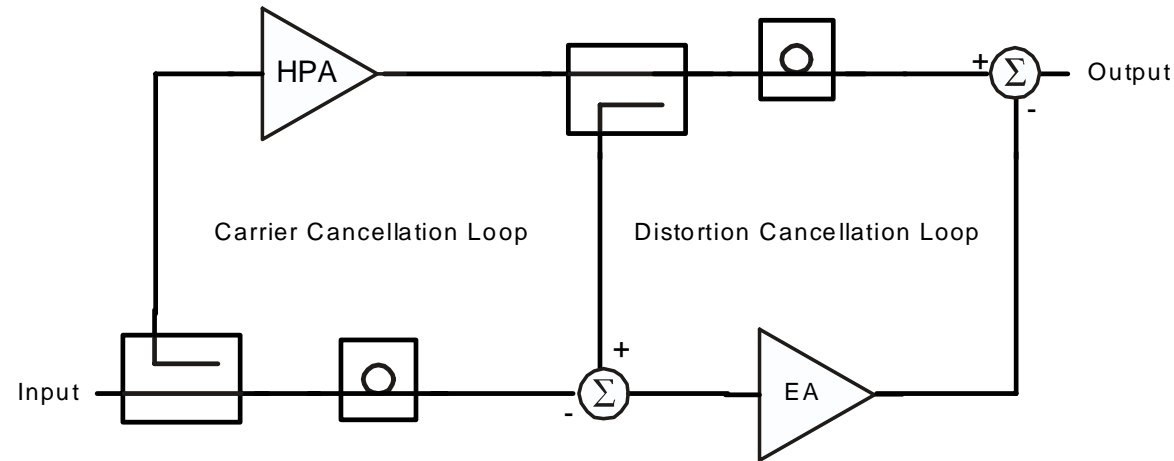 HPA
+
Σ
Output
-
Carrier Cancellation Loop
Distortion Cancellation Loop
+
Input
-
Σ
EA